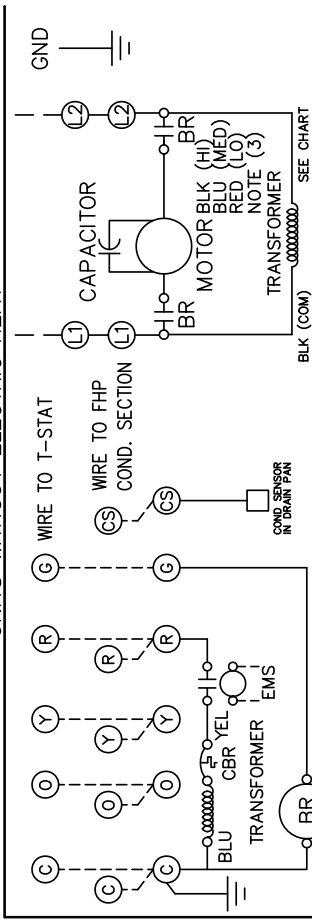 GND
L1
L2
L1
L2
CAPACITOR
BR
BR
MOTOR
BLK (HI)
BLU (MED)
RED (LO)
NOTE (3)
TRANSFORMER
BLK (COM)
SEE CHART
C
O
Y
R
G
WIRE TO T-STAT
C
O
Y
R
CS
WIRE TO FHP
COND. SECTION
C
O
Y
R
G
CS
COND SENSOR
IN DRAIN PAN
BLU
CBR
YEL
EMS
TRANSFORMER
BR